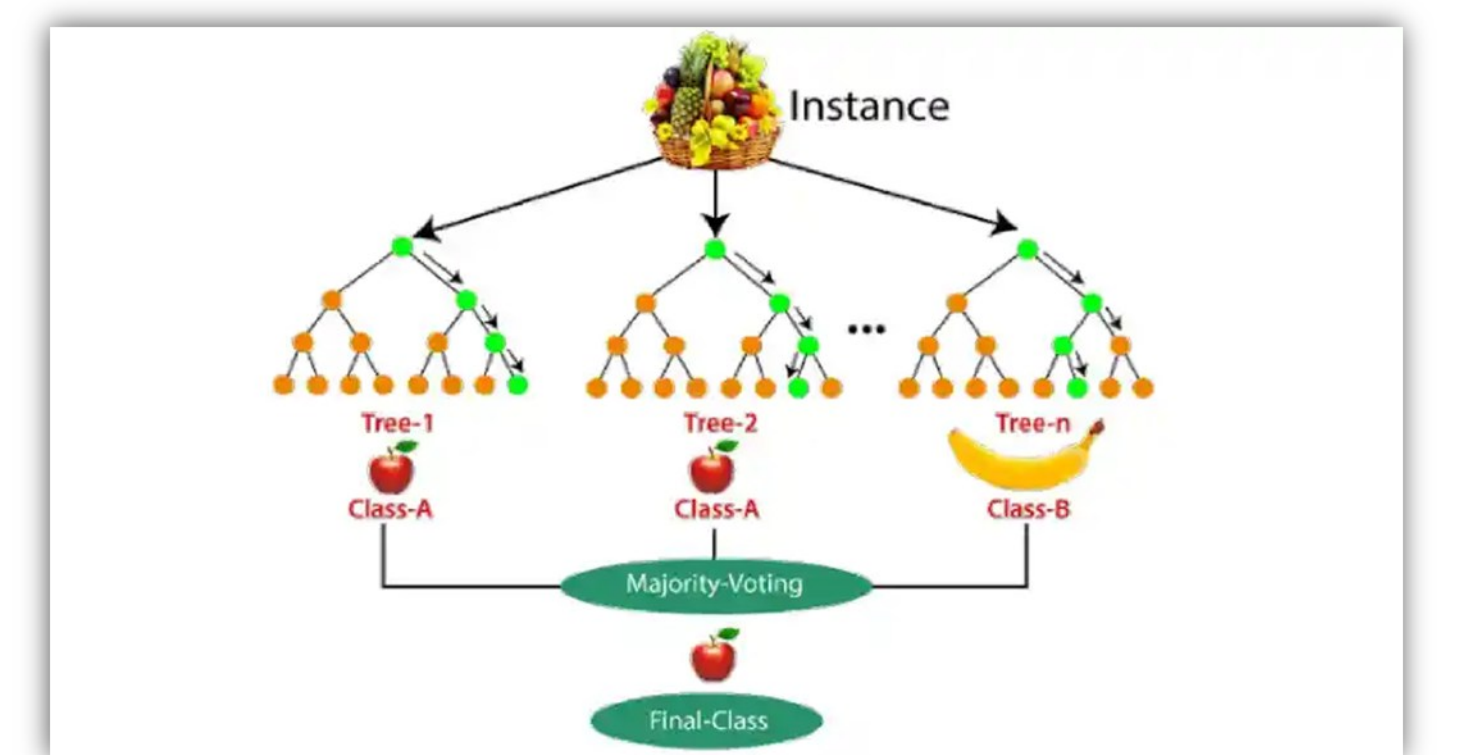 Instance
...
Tree-1
Tree-2
Tree-n
Class-A
Class-A
Class-B
Majority-Voting
Final-Class